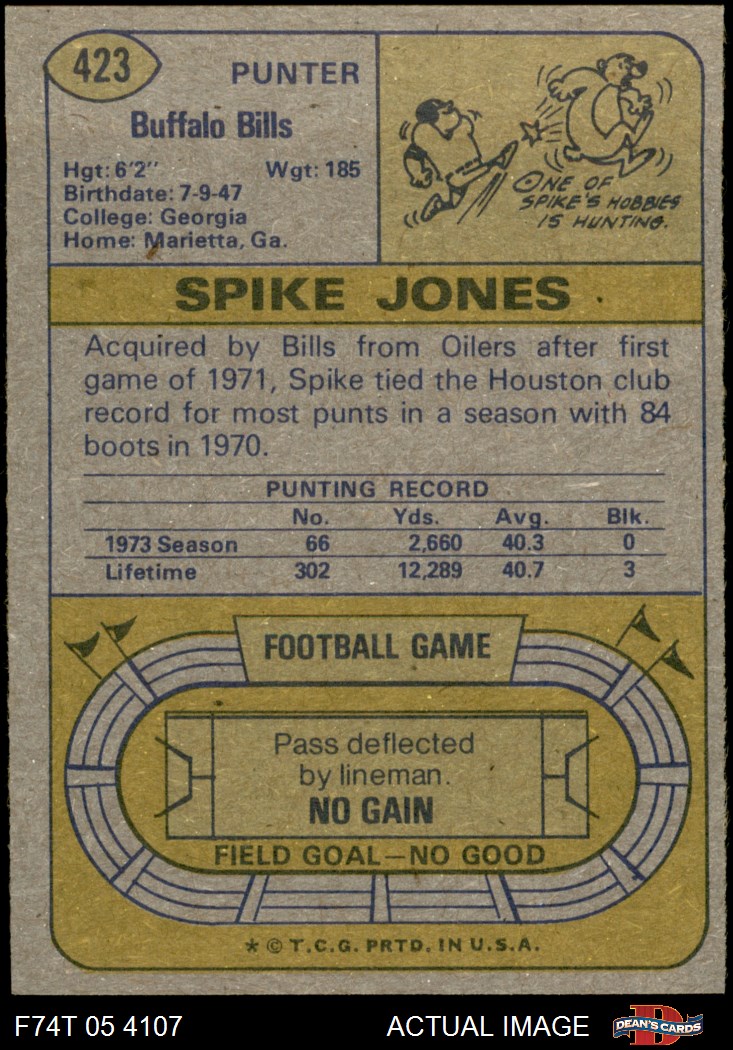 423
PUNTER
Buffalo Bills
Hgt: 6'2" Wgt: 185
Birthdate: 7-9-47
College: Georgia
Home: Marietta, Ga.
ONE OF
SPIKE'S HOBBIES
IS HUNTING.
SPIKE JONES
Acquired by Bills from Oilers after first
game of 1971, Spike tied the Houston club
record for most punts in a season with 84
boots in 1970.
PUNTING RECORD
No. Yds. Avg. Blk.
1973 Season 66 2,660 40.3 0
Lifetime 302 12,289 40.7 3
FOOTBALL GAME
Pass deflected
by lineman.
NO GAIN
FIELD GOAL—NO GOOD
* © T.C.G. PRTD. IN U.S.A.
F74T 05 4107 ACTUAL IMAGE D DEAN'S CARDS